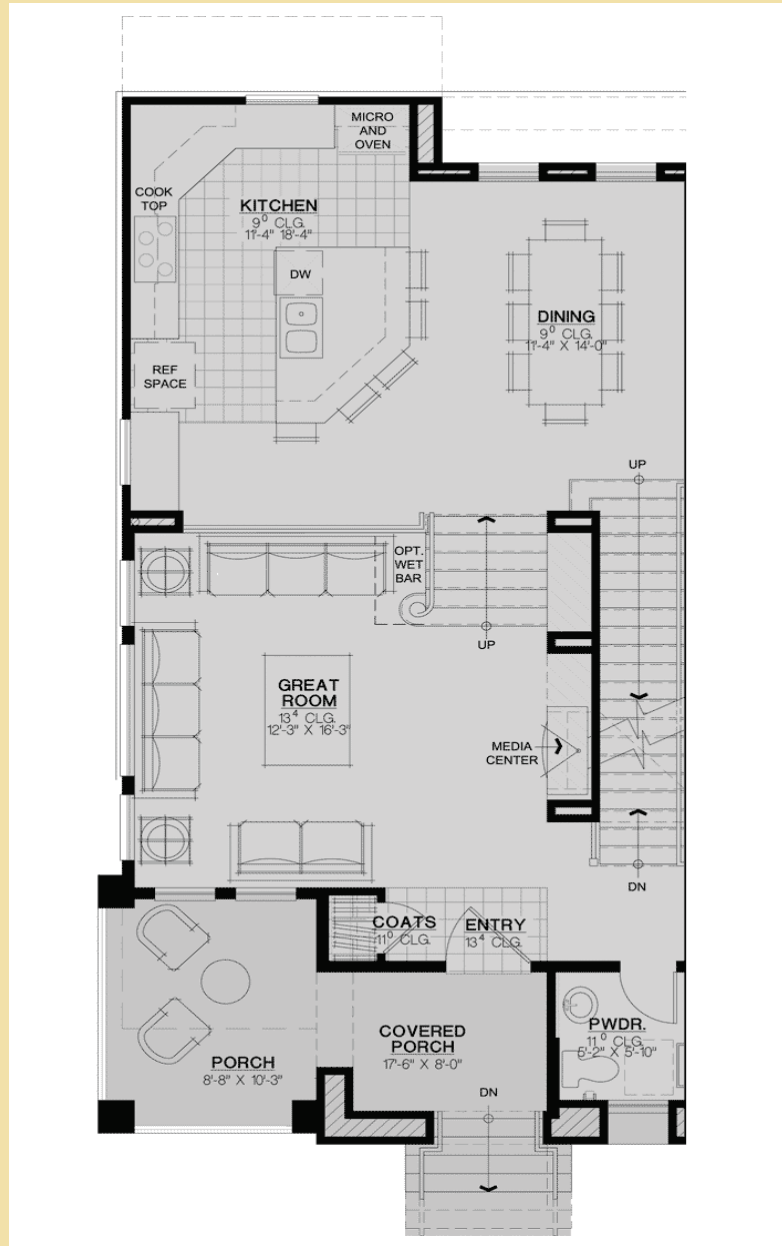 MICRO
AND
OVEN
COOK
TOP
KITCHEN
9⁰ CLG.
11'-4" 18'-4"
DW
DINING
9⁰ CLG.
11'-4" X 14'-0"
REF
SPACE
UP
OPT.
WET
BAR
UP
GREAT
ROOM
13⁴ CLG.
12'-3" X 16'-3"
MEDIA
CENTER
DN
COATS
11⁰ CLG.
ENTRY
13⁴ CLG.
PWDR.
11⁰ CLG.
5'-2" X 5'-10"
COVERED
PORCH
17'-6" X 8'-0"
PORCH
8'-8" X 10'-3"
DN